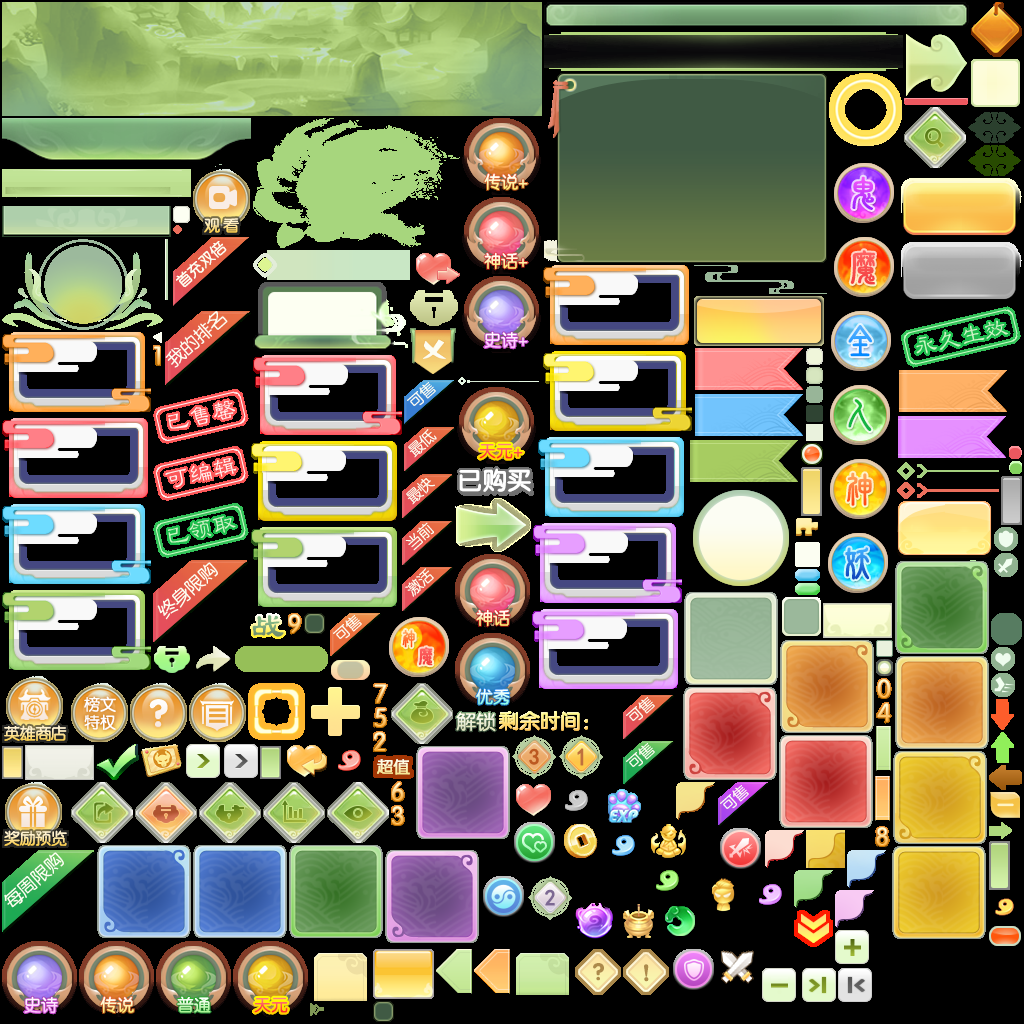 传说+
观看
神话+
首充双倍
史诗+
我的排名
1
鬼
魔
全
永久生效
入
神
妖
已售罄
可编辑
已领取
终身限购
可售
最低
最快
当前
激活
天元+
已购买
神话
优秀
战9
可售
神
魔
英雄商店
榜文
特权
?
7
5
2
解锁 剩余时间：
可售
可售
可售
3
1
超值
6
3
0
4
8
EXP
奖励预览
每周限购
2
史诗
传说
普通
天元
?
!